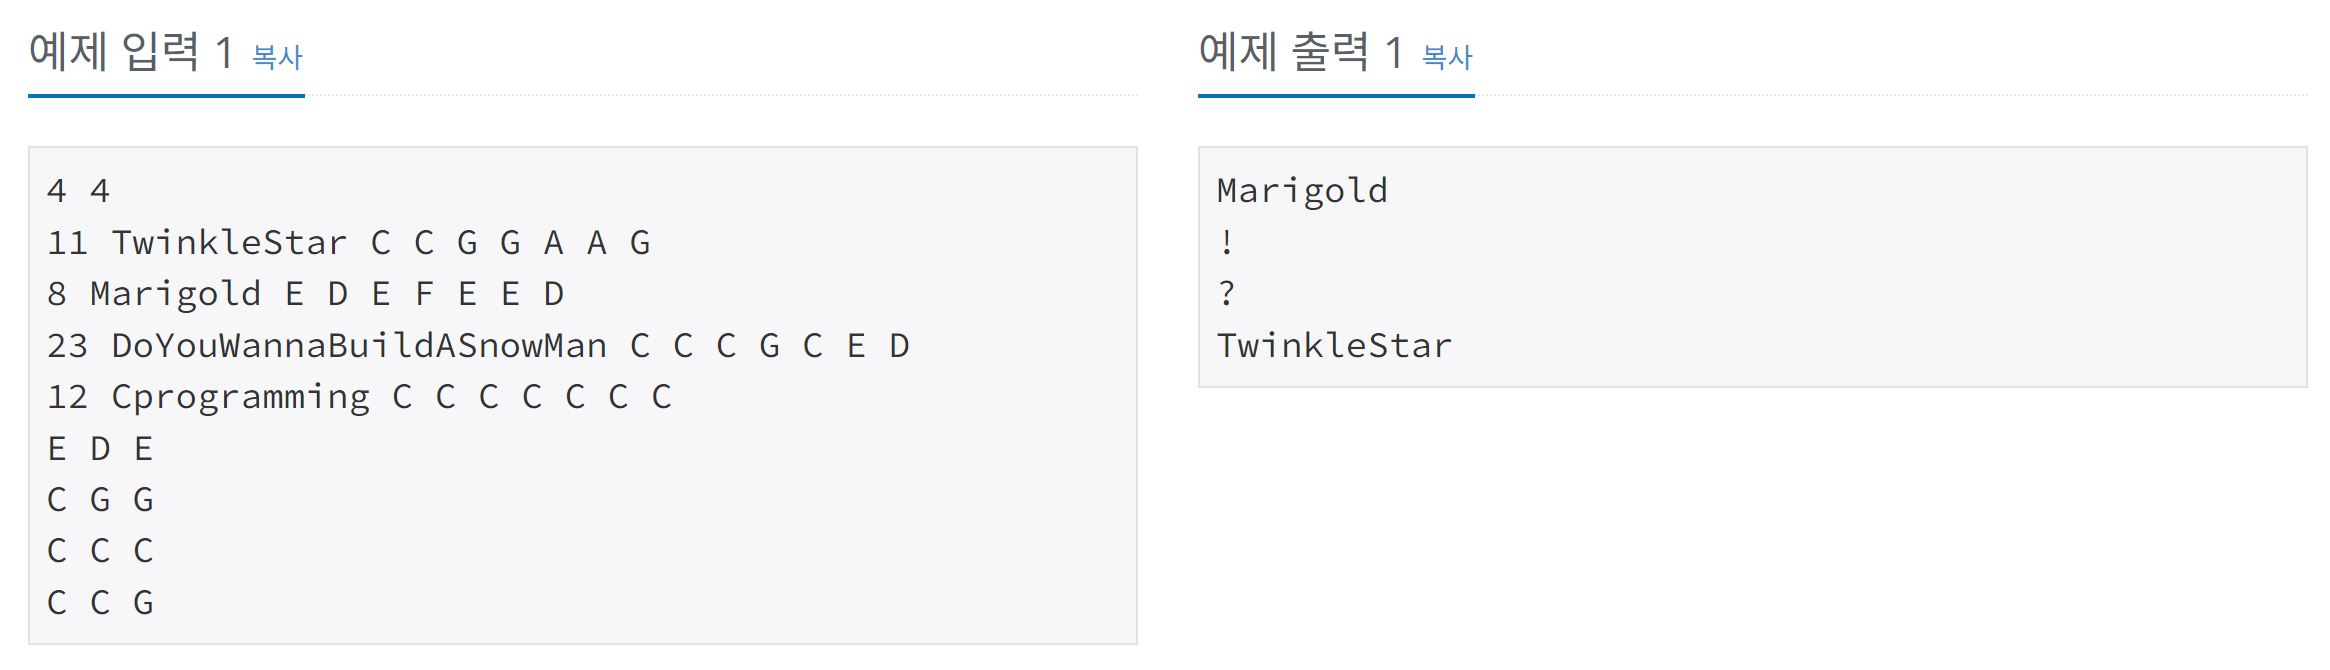 예제 입력 1 복사
4 4
11 TwinkleStar C C G G A A G
8 Marigold E D E F E E D
23 DoYouWannaBuildASnowMan C C C G C E D
12 Cprogramming C C C C C C C
E D E
C G G
C C C
C C G
예제 출력 1 복사
Marigold
!
?
TwinkleStar